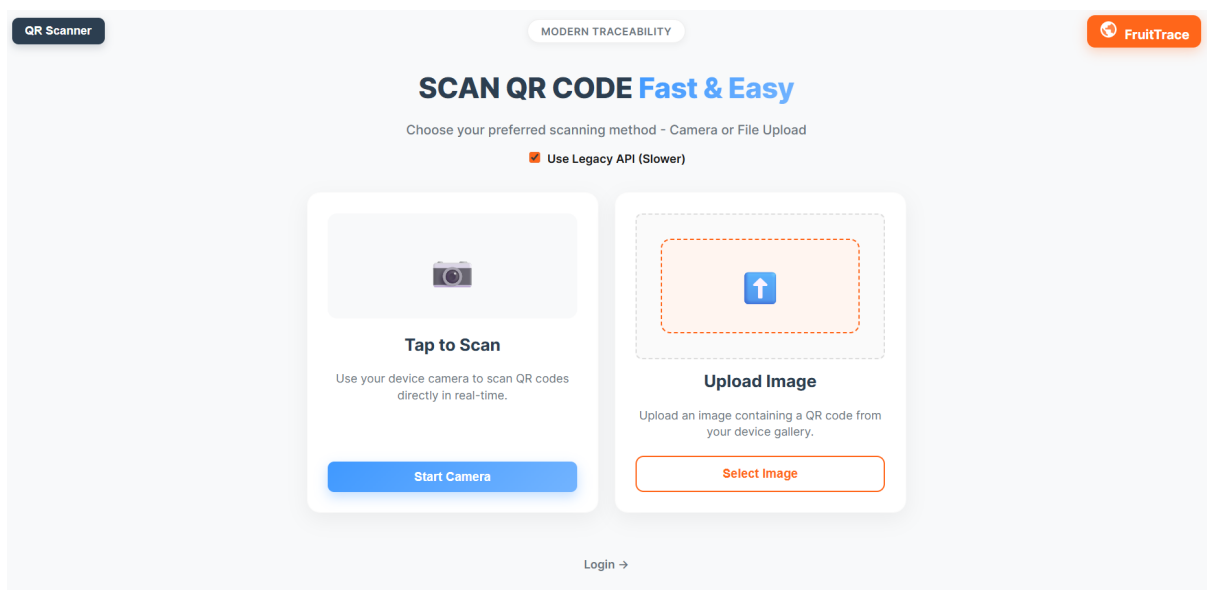 QR Scanner
MODERN TRACEABILITY
FruitTrace
SCAN QR CODE Fast & Easy
Choose your preferred scanning method - Camera or File Upload
Use Legacy API (Slower)
Tap to Scan
Use your device camera to scan QR codes
directly in real-time.
Start Camera
Upload Image
Upload an image containing a QR code from
your device gallery.
Select Image
Login →